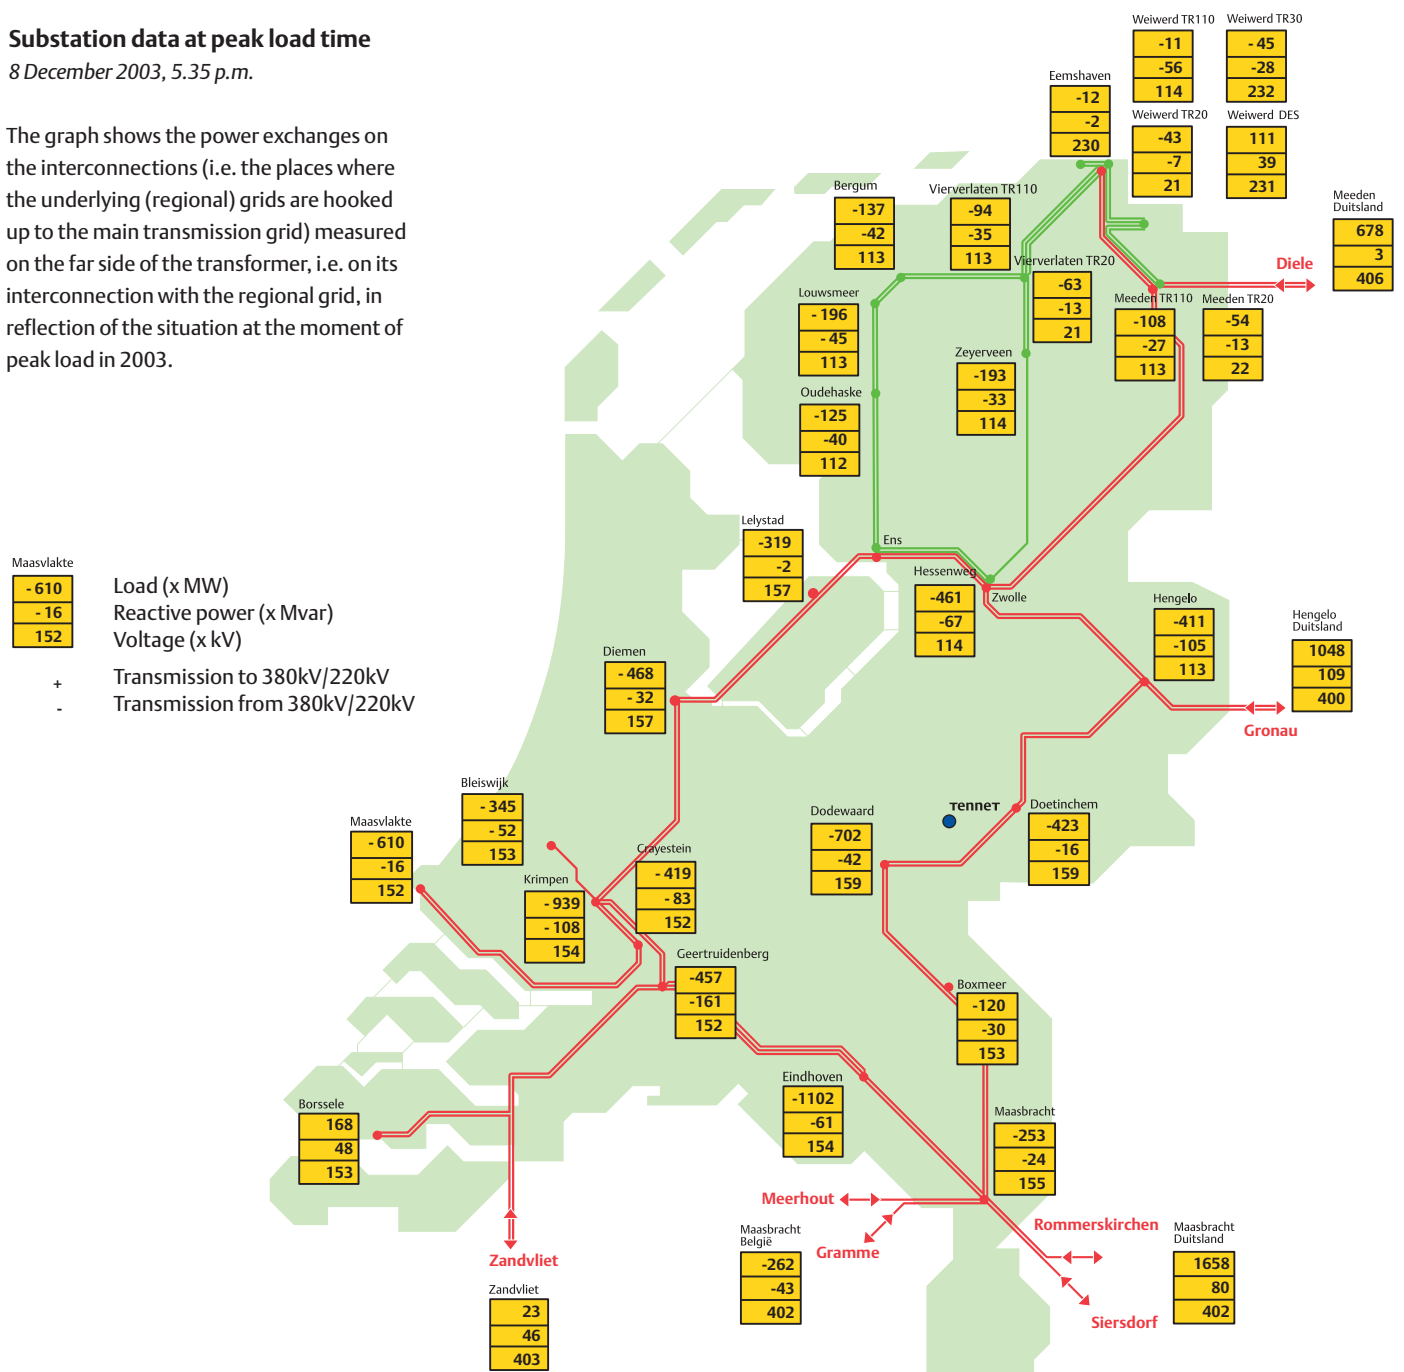 Substation data at peak load time
8 December 2003, 5.35 p.m.
The graph shows the power exchanges on
the interconnections (i.e. the places where
the underlying (regional) grids are hooked
up to the main transmission grid) measured
on the far side of the transformer, i.e. on its
interconnection with the regional grid, in
reflection of the situation at the moment of
peak load in 2003.
Maasvlakte
- 610
- 16
152
Load (x MW)
Reactive power (x Mvar)
Voltage (x kV)
+ Transmission to 380kV/220kV
- Transmission from 380kV/220kV
Weiwerd TR110
-11
-56
114
Weiwerd TR30
- 45
-28
232
Eemshaven
-12
-2
230
Weiwerd TR20
-43
-7
21
Weiwerd DES
111
39
231
Bergum
-137
-42
113
Vierverlaten TR110
-94
-35
113
Meeden
Duitsland
678
3
406
Diele
Vierverlaten TR20
-63
-13
21
Louwsmeer
- 196
- 45
113
Meeden TR110
-108
-27
113
Meeden TR20
-54
-13
22
Zeyerveen
-193
-33
114
Oudehaske
-125
-40
112
Lelystad
-319
-2
157
Ens
Hessenweg
-461
-67
114
Zwolle
Hengelo
-411
-105
113
Hengelo
Duitsland
1048
109
400
Gronau
Diemen
- 468
- 32
157
Bleiswijk
- 345
- 52
153
Maasvlakte
- 610
-16
152
Dodewaard
-702
-42
159
TenneT
Doetinchem
-423
-16
159
Crayestein
- 419
- 83
152
Krimpen
- 939
- 108
154
Geertruidenberg
-457
-161
152
Boxmeer
-120
-30
153
Eindhoven
-1102
-61
154
Borssele
168
48
153
Maasbracht
-253
-24
155
Meerhout
Gramme
Rommerskirchen
Siersdorf
Maasbracht
België
-262
-43
402
Maasbracht
Duitsland
1658
80
402
Zandvliet
Zandvliet
23
46
403